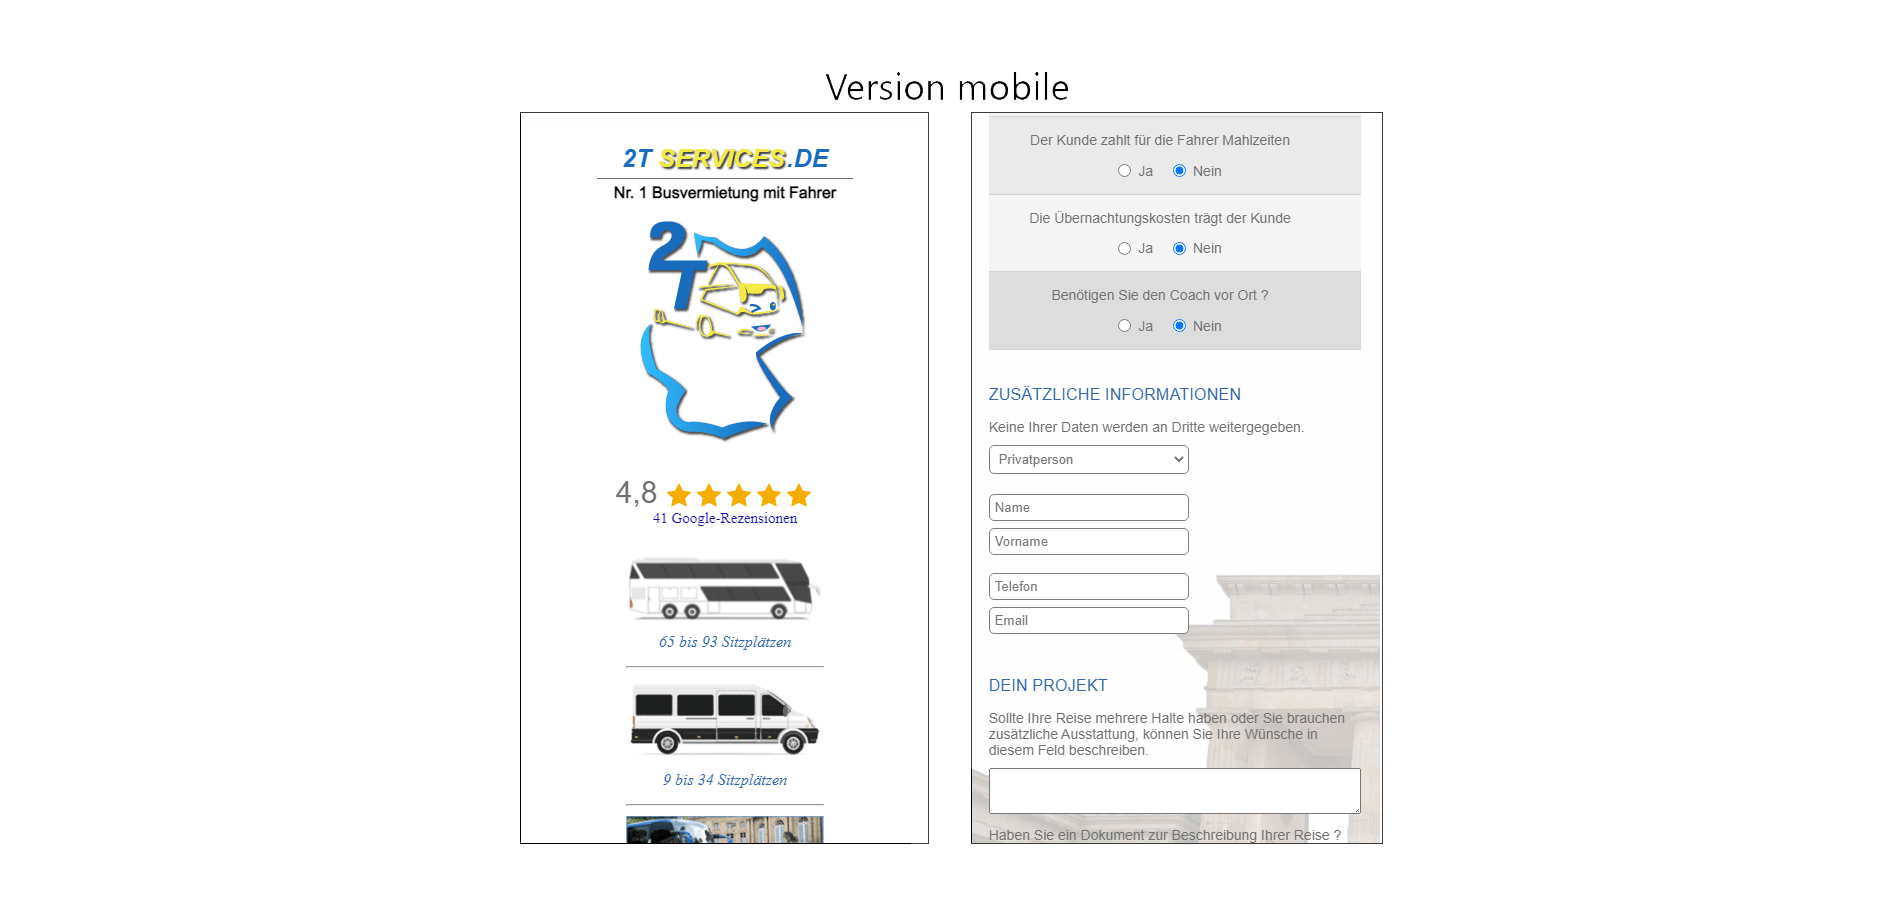 Version mobile
2T SERVICES.DE
Nr. 1 Busvermietung mit Fahrer
2T
4,8
41 Google-Rezensionen
65 bis 93 Sitzplätzen
9 bis 34 Sitzplätzen
Der Kunde zahlt für die Fahrer Mahlzeiten
Ja Nein
Die Übernachtungskosten trägt der Kunde
Ja Nein
Benötigen Sie den Coach vor Ort ?
Ja Nein
ZUSÄTZLICHE INFORMATIONEN
Keine Ihrer Daten werden an Dritte weitergegeben.
Privatperson
Name
Vorname
Telefon
Email
DEIN PROJEKT
Sollte Ihre Reise mehrere Halte haben oder Sie brauchen
zusätzliche Ausstattung, können Sie Ihre Wünsche in
diesem Feld beschreiben.
Haben Sie ein Dokument zur Beschreibung Ihrer Reise ?